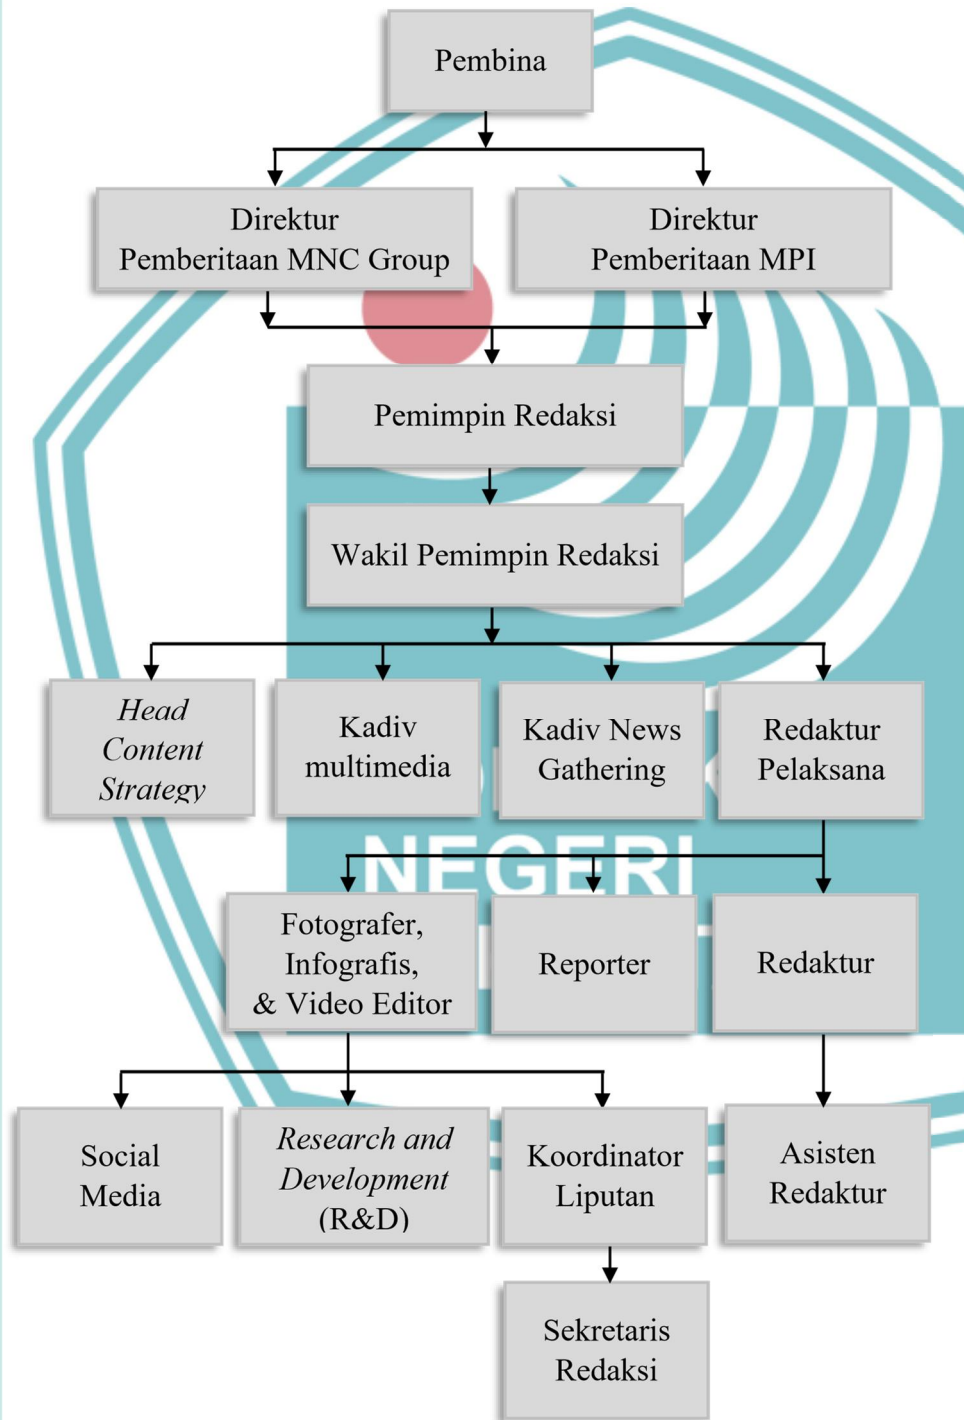 Pembina
Direktur
Pemberitaan MNC Group
Direktur
Pemberitaan MPI
Pemimpin Redaksi
Wakil Pemimpin Redaksi
Head
Content
Strategy
Kadiv
multimedia
Kadiv News
Gathering
Redaktur
Pelaksana
NEGERI
Fotografer,
Infografis,
& Video Editor
Reporter
Redaktur
Social
Media
Research and
Development
(R&D)
Koordinator
Liputan
Asisten
Redaktur
Sekretaris
Redaksi